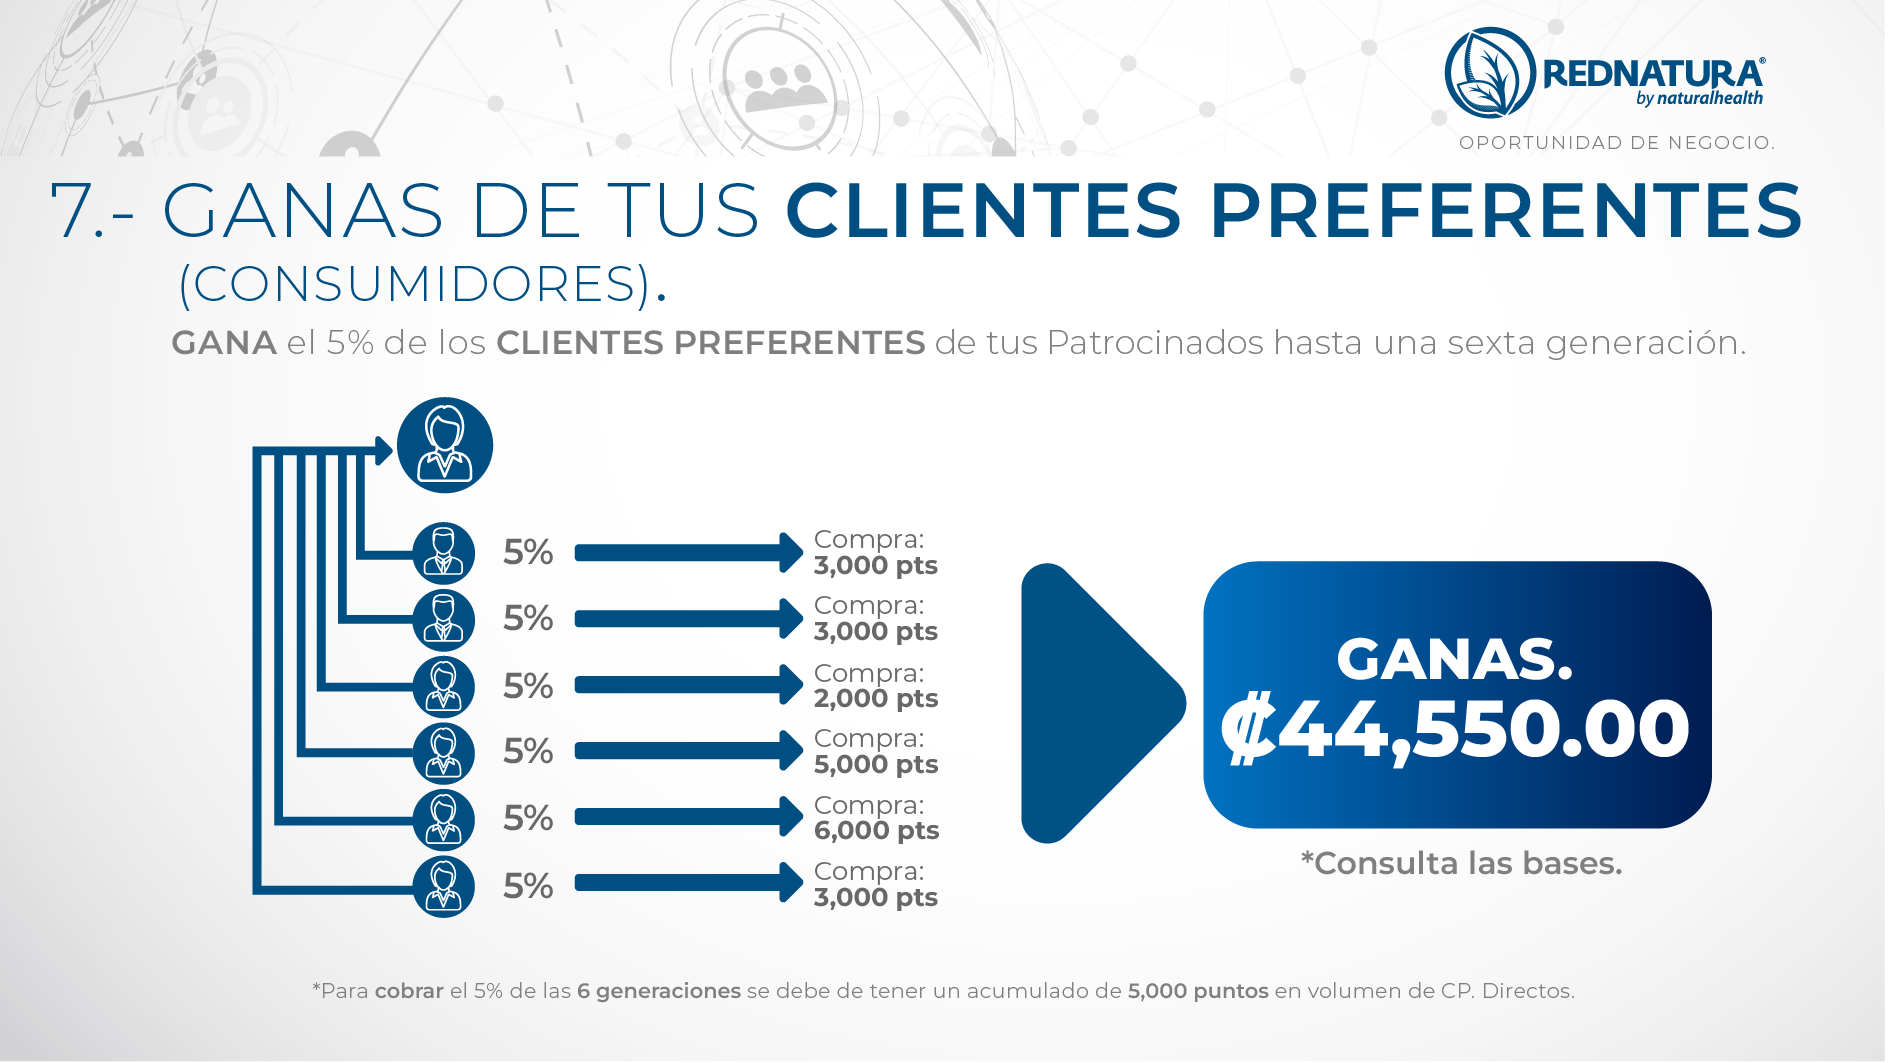 REDNATURA®
by naturalhealth
OPORTUNIDAD DE NEGOCIO.
7.- GANAS DE TUS CLIENTES PREFERENTES
(CONSUMIDORES).
GANA el 5% de los CLIENTES PREFERENTES de tus Patrocinados hasta una sexta generación.
5%
Compra:
3,000 pts
5%
Compra:
3,000 pts
5%
Compra:
2,000 pts
5%
Compra:
5,000 pts
5%
Compra:
6,000 pts
5%
Compra:
3,000 pts
GANAS.
₡44,550.00
*Consulta las bases.
*Para cobrar el 5% de las 6 generaciones se debe de tener un acumulado de 5,000 puntos en volumen de CP. Directos.